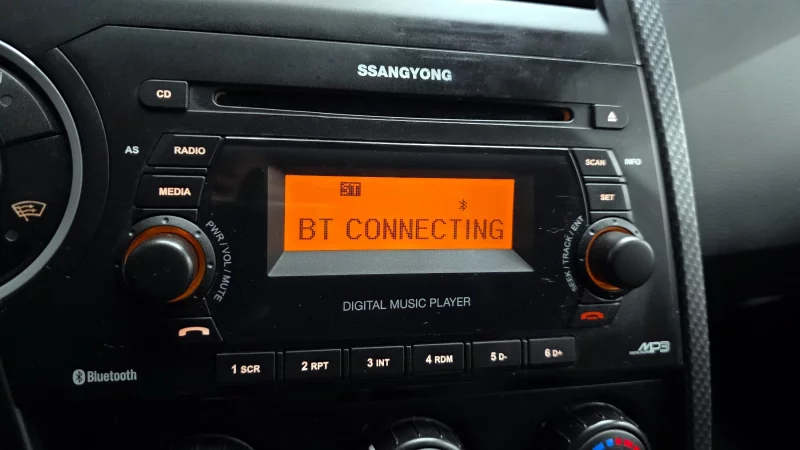 SSANGYONG
CD
AS
RADIO
SCAN
INFO
MEDIA
SET
BT CONNECTING
PWR / VOL / MUTE
SEEK / TRACK / ENT
DIGITAL MUSIC PLAYER
Bluetooth
1 SCR
2 RPT
3 INT
4 RDM
5 D-
6 D+
MP3